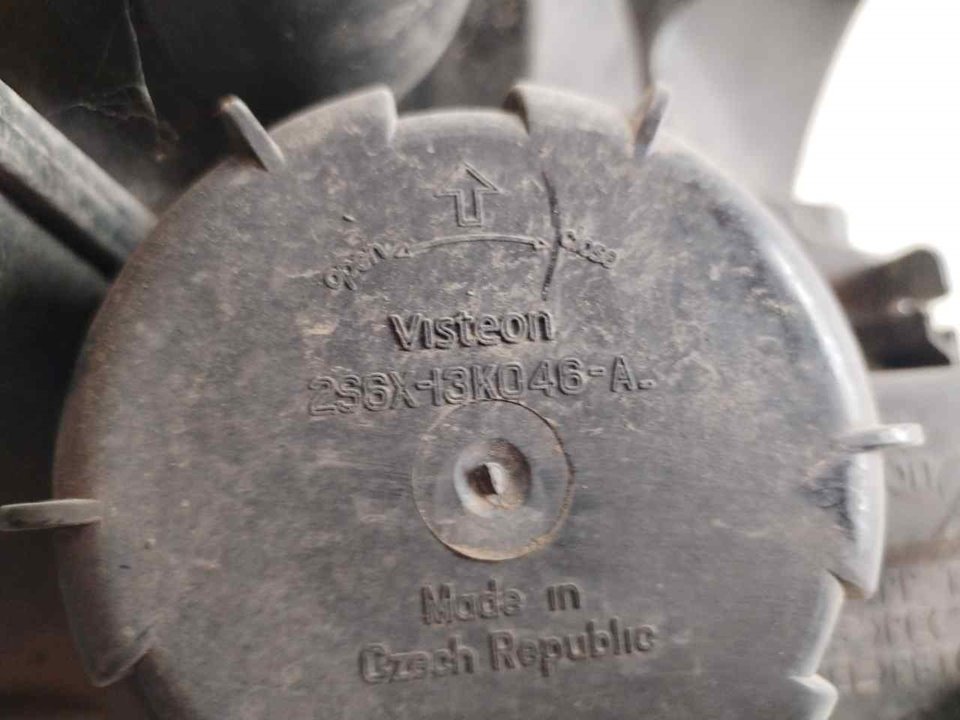 open close
Visteon
2S6X-13K046-A.
Made in
Czech Republic